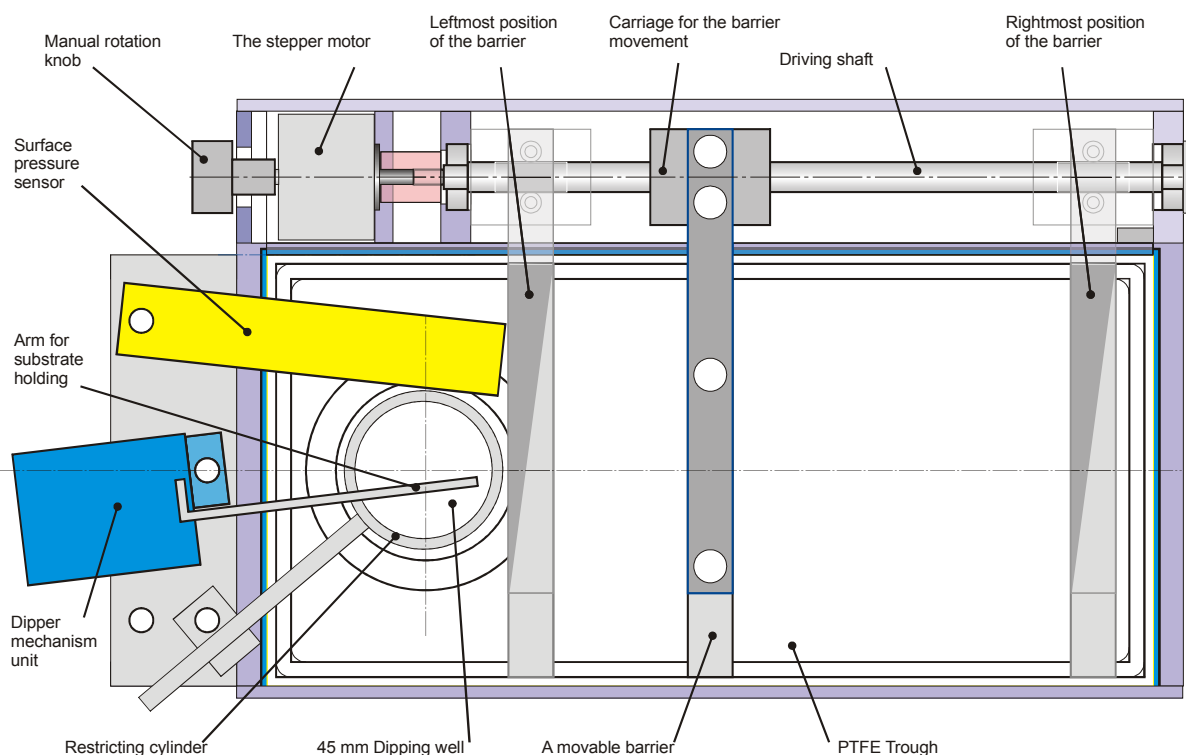 Manual rotation
knob
The stepper motor
Leftmost position
of the barrier
Carriage for the barrier
movement
Driving shaft
Rightmost position
of the barrier
Surface
pressure
sensor
Arm for
substrate
holding
Dipper
mechanism
unit
Restricting cylinder
45 mm Dipping well
A movable barrier
PTFE Trough